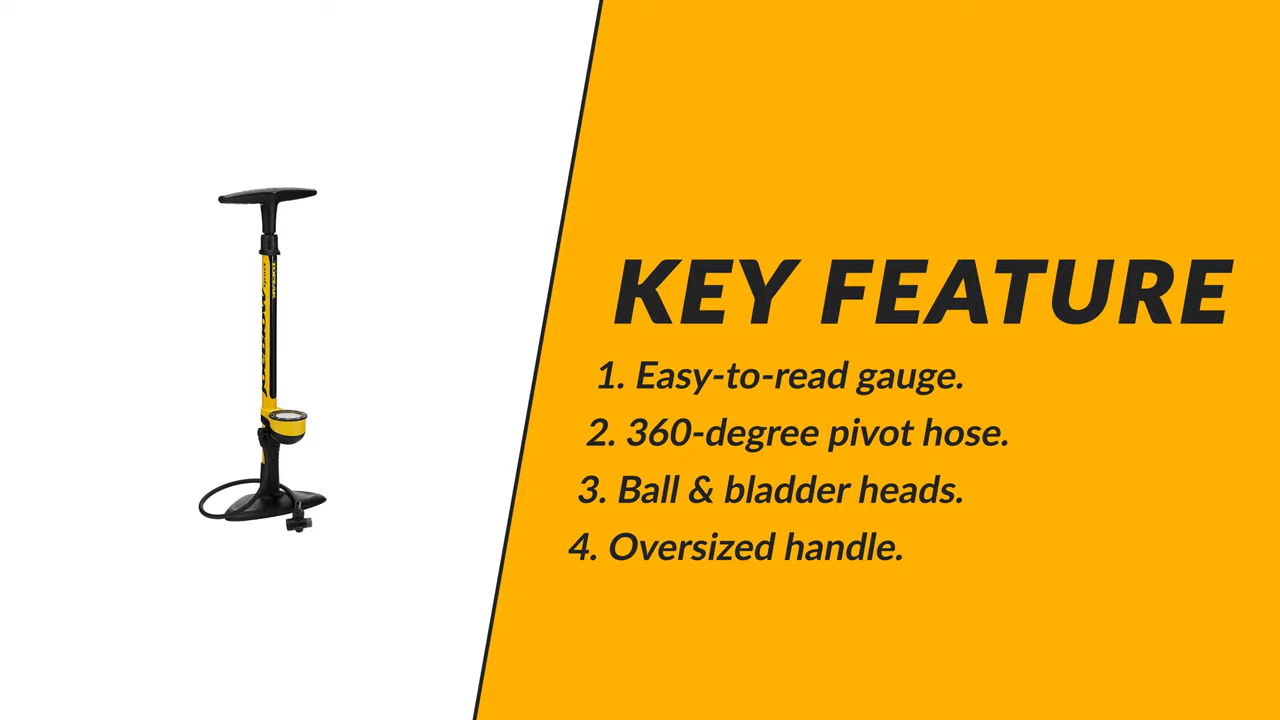 KEY FEATURE
1. Easy-to-read gauge.
2. 360-degree pivot hose.
3. Ball & bladder heads.
4. Oversized handle.